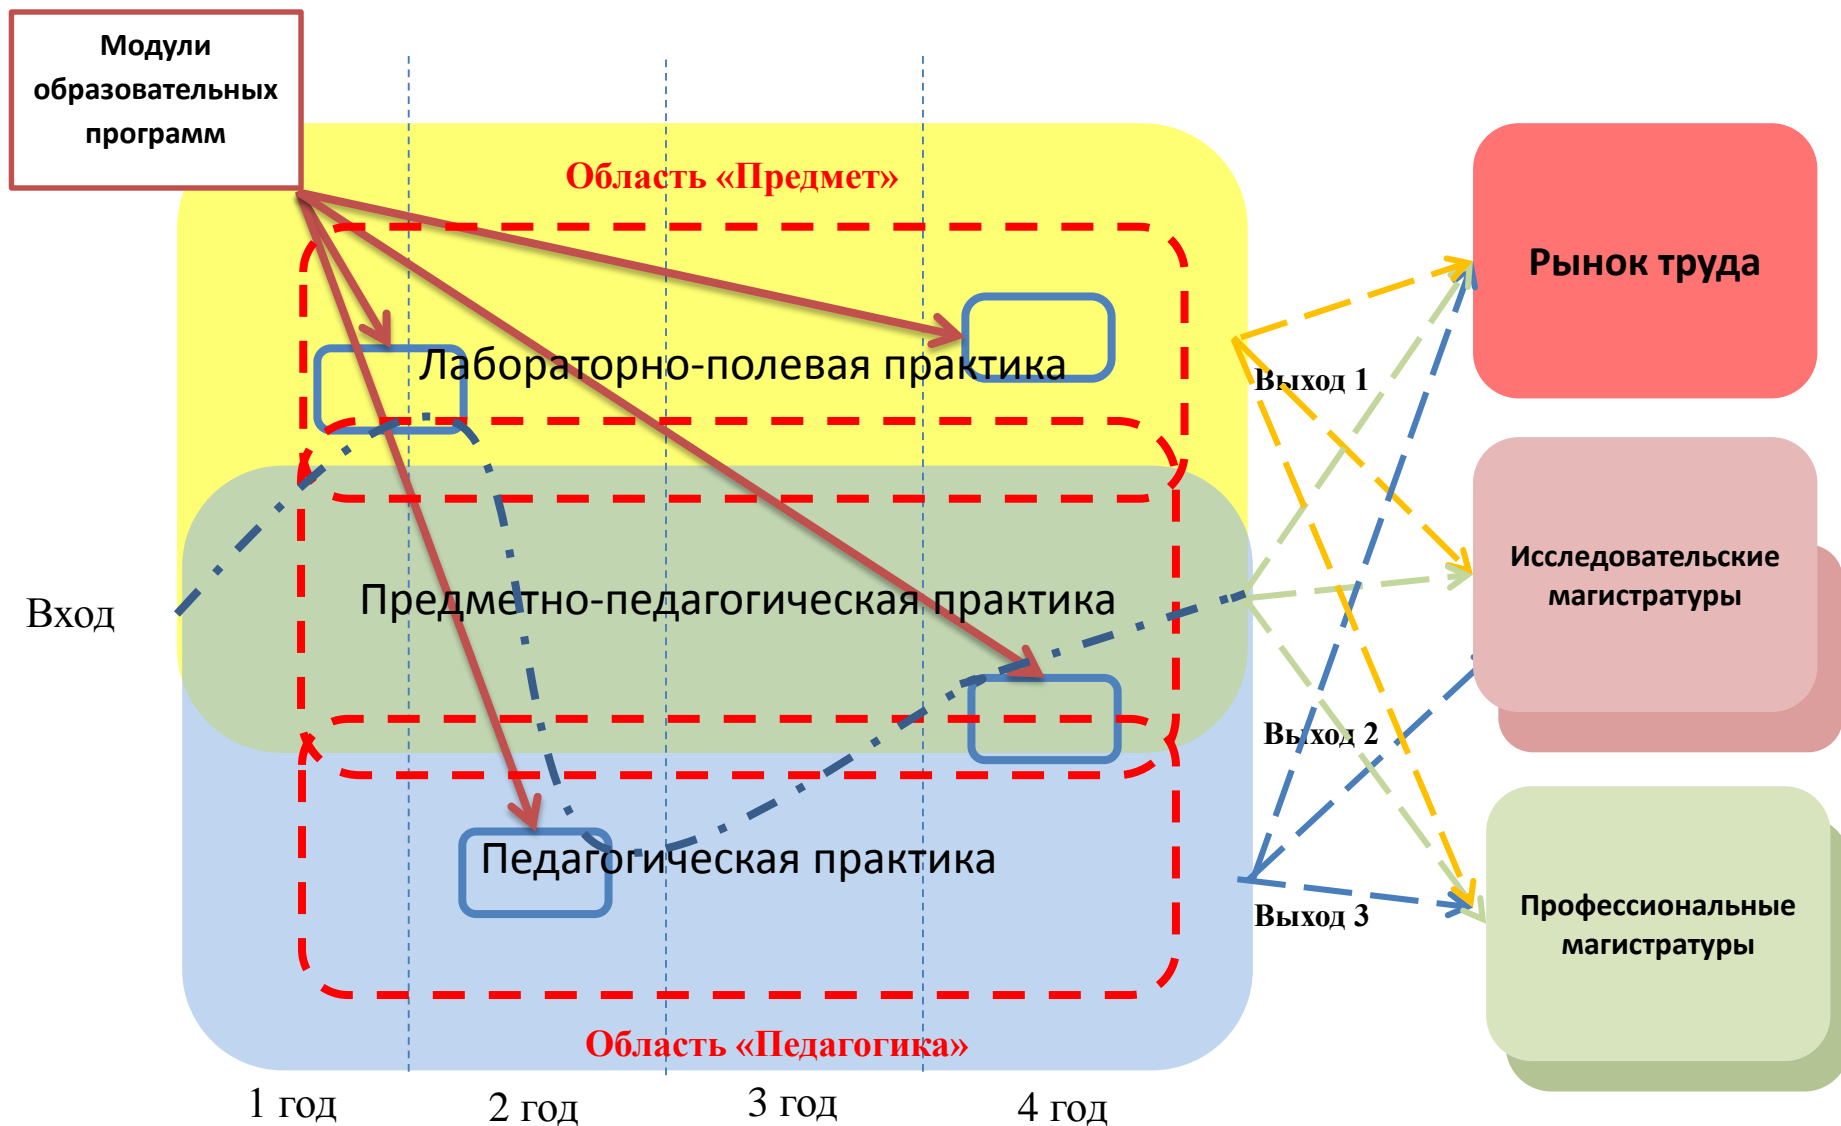 Модули
образовательных
программ
Область «Предмет»
Лабораторно-полевая практика
Предметно-педагогическая практика
Педагогическая практика
Область «Педагогика»
Вход
1 год
2 год
3 год
4 год
Выход 1
Выход 2
Выход 3
Рынок труда
Исследовательские
магистратуры
Профессиональные
магистратуры